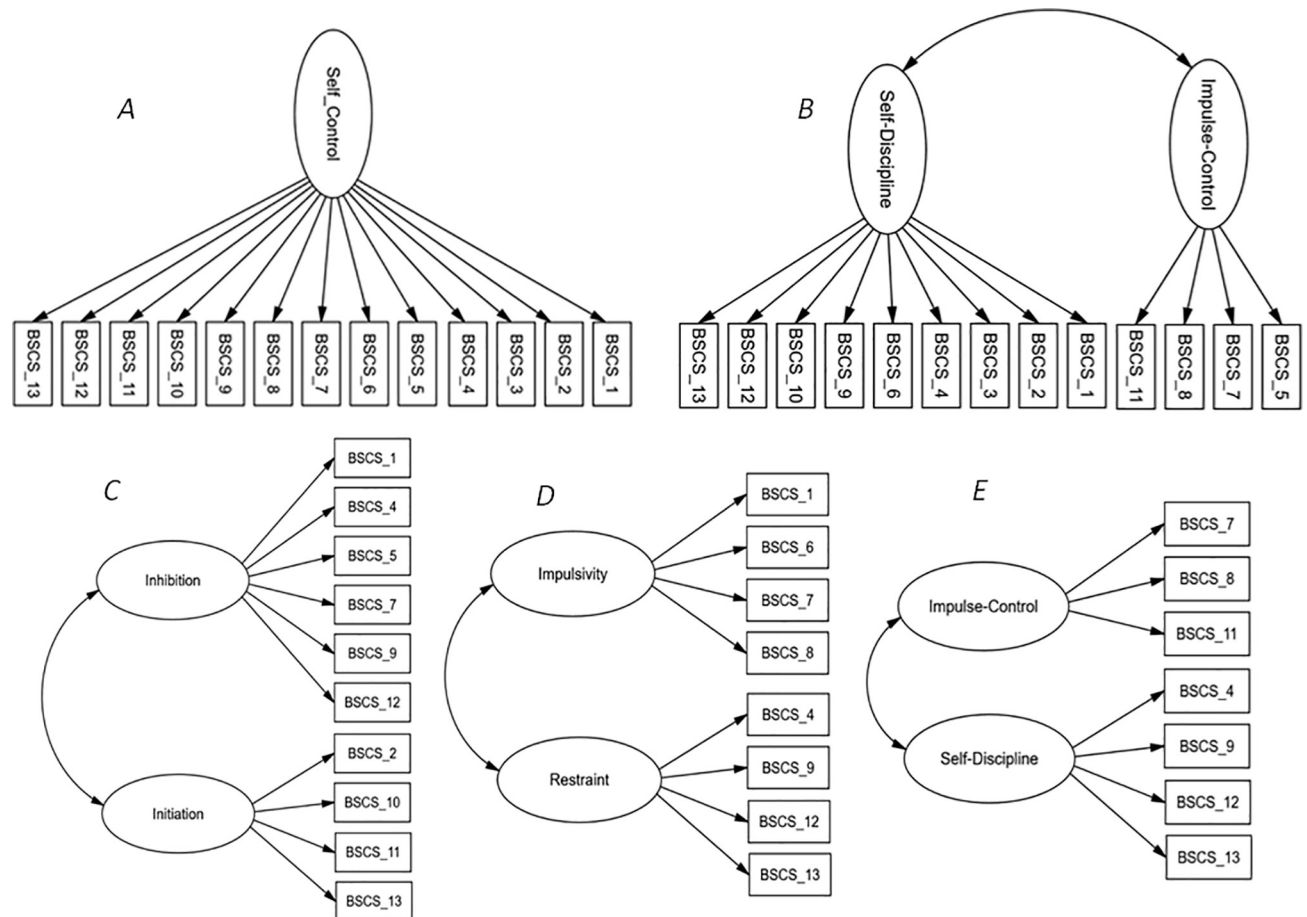 A
Self_Control
BSCS_13
BSCS_12
BSCS_11
BSCS_10
BSCS_9
BSCS_8
BSCS_7
BSCS_6
BSCS_5
BSCS_4
BSCS_3
BSCS_2
BSCS_1
B
Self-Discipline
Impulse-Control
BSCS_13
BSCS_12
BSCS_10
BSCS_9
BSCS_6
BSCS_4
BSCS_3
BSCS_2
BSCS_1
BSCS_11
BSCS_8
BSCS_7
BSCS_5
C
Inhibition
BSCS_1
BSCS_4
BSCS_5
BSCS_7
BSCS_9
BSCS_12
Initiation
BSCS_2
BSCS_10
BSCS_11
BSCS_13
D
Impulsivity
BSCS_1
BSCS_6
BSCS_7
BSCS_8
Restraint
BSCS_4
BSCS_9
BSCS_12
BSCS_13
E
Impulse-Control
BSCS_7
BSCS_8
BSCS_11
Self-Discipline
BSCS_4
BSCS_9
BSCS_12
BSCS_13